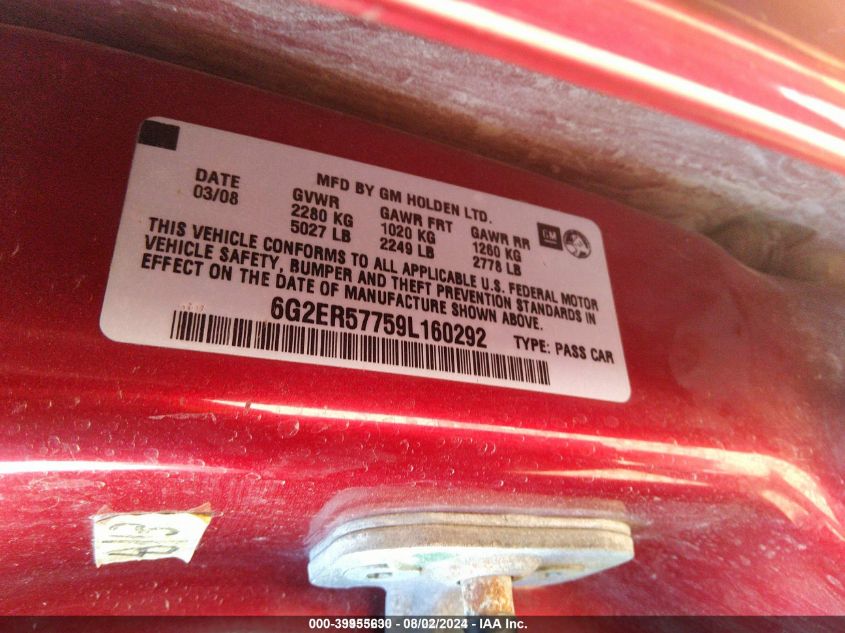 MFD BY GM HOLDEN LTD.
DATE
03/08
GVWR
2280 KG
5027 LB
GAWR FRT
1020 KG
2249 LB
GAWR RR
1260 KG
2778 LB
GM
THIS VEHICLE CONFORMS TO ALL APPLICABLE U.S. FEDERAL MOTOR
VEHICLE SAFETY, BUMPER AND THEFT PREVENTION STANDARDS IN
EFFECT ON THE DATE OF MANUFACTURE SHOWN ABOVE.
6G2ER57759L160292
TYPE: PASS CAR
000-39955630 - 08/02/2024 - IAA Inc.